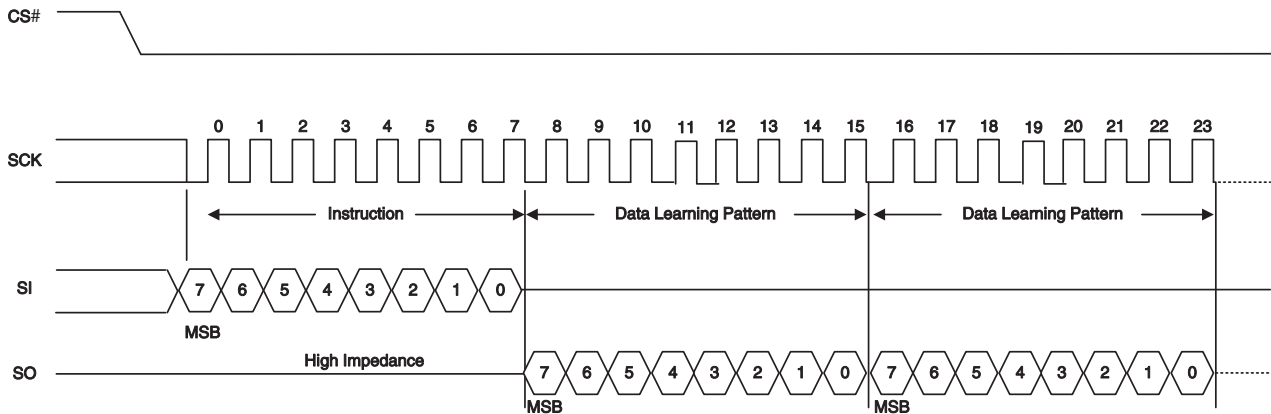 CS#
0 1 2 3 4 5 6 7 8 9 10 11 12 13 14 15 16 17 18 19 20 21 22 23
SCK
Instruction Data Learning Pattern Data Learning Pattern
SI 7 6 5 4 3 2 1 0
MSB
High Impedance
SO 7 6 5 4 3 2 1 0 7 6 5 4 3 2 1 0
MSB MSB